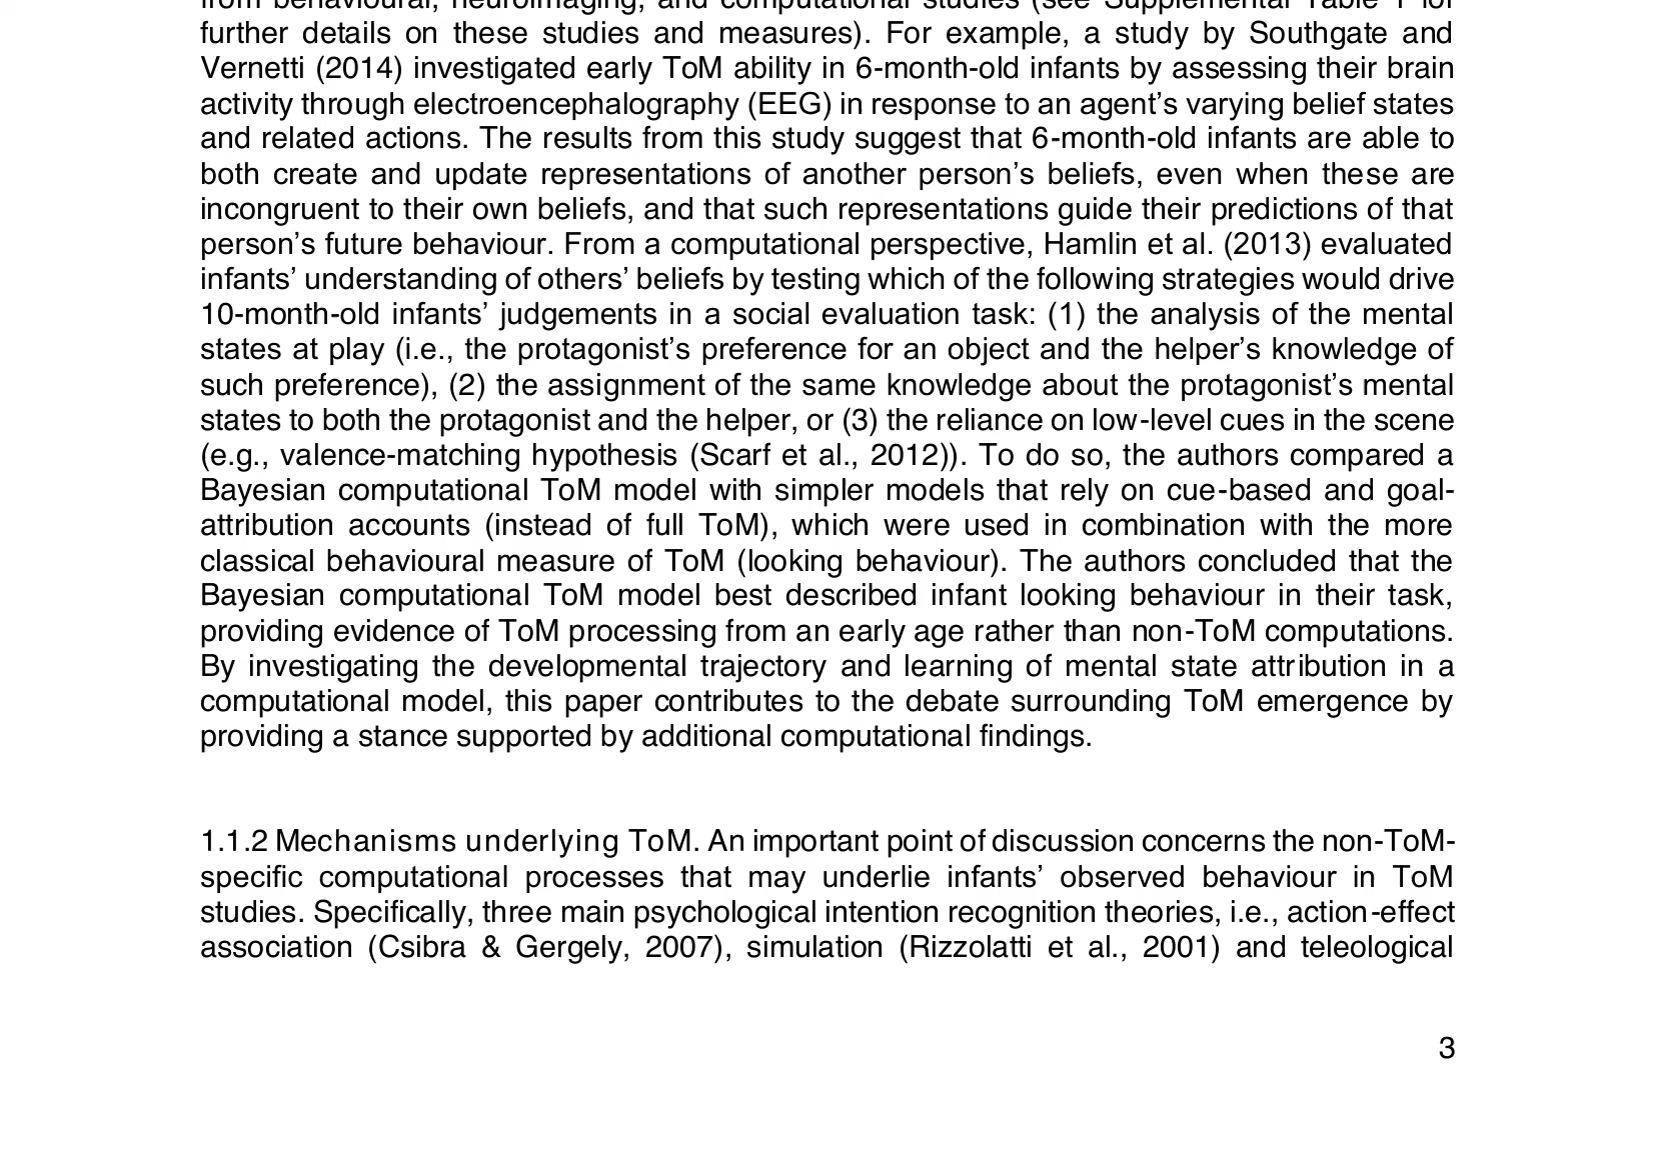 from behavioural, neuroimaging, and computational studies (see Supplemental Table 1 for
further details on these studies and measures). For example, a study by Southgate and
Vernetti (2014) investigated early ToM ability in 6-month-old infants by assessing their brain
activity through electroencephalography (EEG) in response to an agent’s varying belief states
and related actions. The results from this study suggest that 6-month-old infants are able to
both create and update representations of another person’s beliefs, even when these are
incongruent to their own beliefs, and that such representations guide their predictions of that
person’s future behaviour. From a computational perspective, Hamlin et al. (2013) evaluated
infants’ understanding of others’ beliefs by testing which of the following strategies would drive
10-month-old infants’ judgements in a social evaluation task: (1) the analysis of the mental
states at play (i.e., the protagonist’s preference for an object and the helper’s knowledge of
such preference), (2) the assignment of the same knowledge about the protagonist’s mental
states to both the protagonist and the helper, or (3) the reliance on low-level cues in the scene
(e.g., valence-matching hypothesis (Scarf et al., 2012)). To do so, the authors compared a
Bayesian computational ToM model with simpler models that rely on cue-based and goal-
attribution accounts (instead of full ToM), which were used in combination with the more
classical behavioural measure of ToM (looking behaviour). The authors concluded that the
Bayesian computational ToM model best described infant looking behaviour in their task,
providing evidence of ToM processing from an early age rather than non-ToM computations.
By investigating the developmental trajectory and learning of mental state attribution in a
computational model, this paper contributes to the debate surrounding ToM emergence by
providing a stance supported by additional computational findings.
1.1.2 Mechanisms underlying ToM. An important point of discussion concerns the non-ToM-
specific computational processes that may underlie infants’ observed behaviour in ToM
studies. Specifically, three main psychological intention recognition theories, i.e., action-effect
association (Csibra & Gergely, 2007), simulation (Rizzolatti et al., 2001) and teleological
3